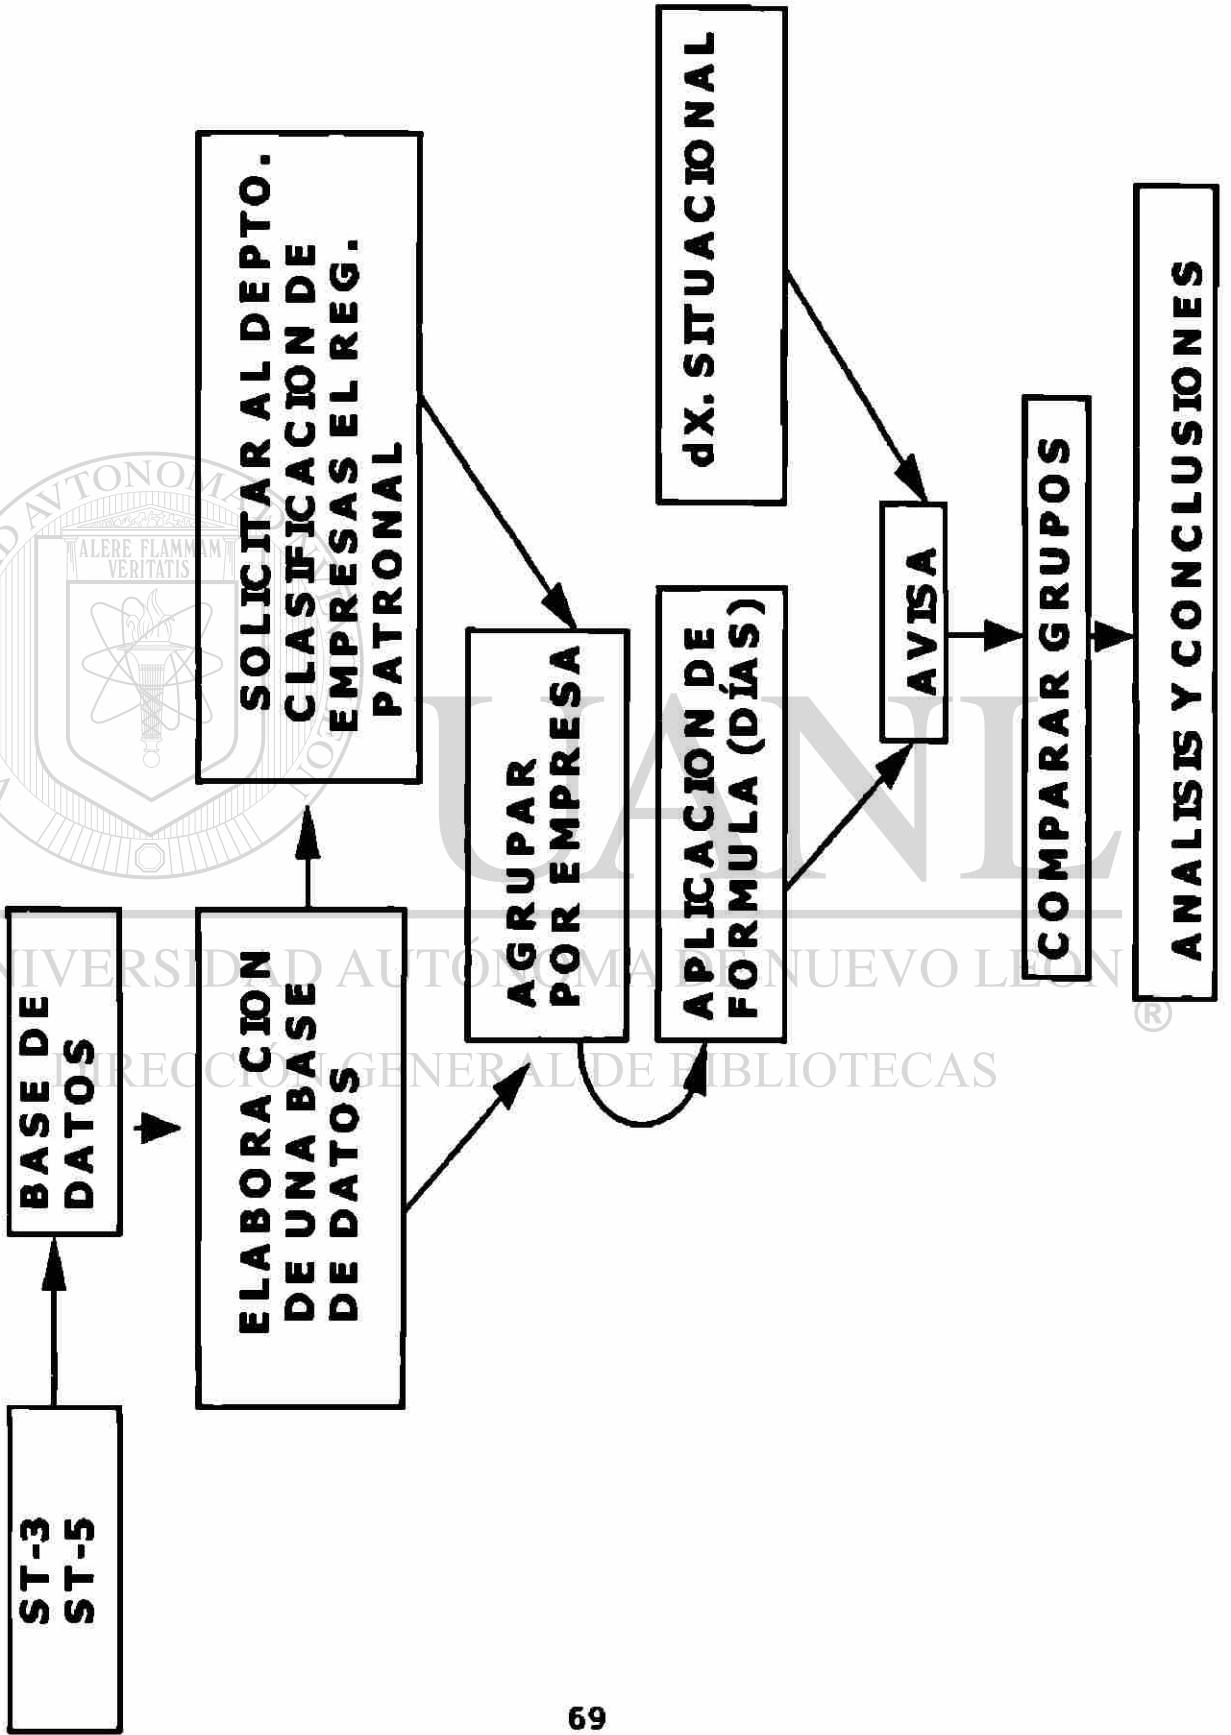 ST-3
ST-5
BASE DE
DATOS
ELABORACION
DE UNA BASE
DE DATOS
SOLICITAR AL DEPTO.
CLASIFICACION DE
EMPRESAS EL REG.
PATRONAL
AGRUPAR
POR EMPRESA
APLICACION DE
FORMULA (DÍAS)
dX. SITUACIONAL
AVISA
COMPARAR GRUPOS
ANALISIS Y CONCLUSIONES
69
ALERE FLAMMAM
VERITATIS
UANL
UNIVERSIDAD AUTÓNOMA DE NUEVO LEÓN
®
DIRECCIÓN GENERAL DE BIBLIOTECAS